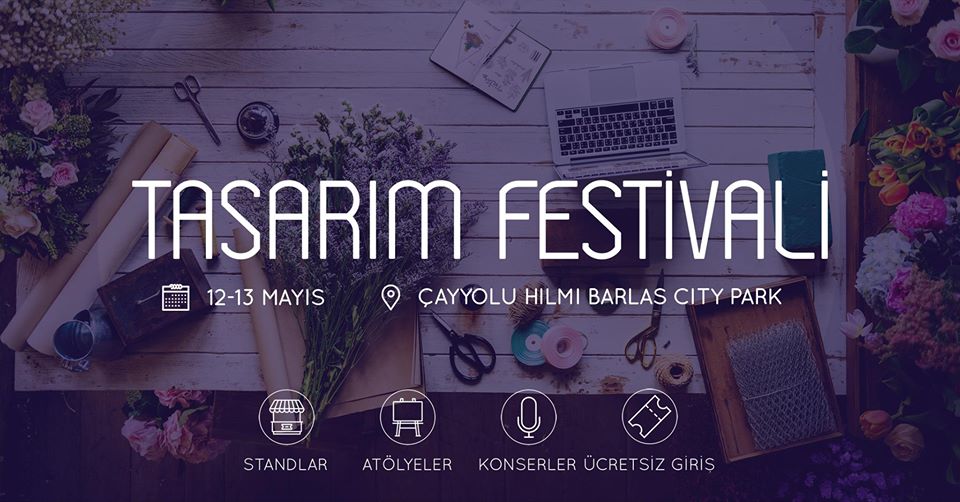 TASARIM FESTİVALİ
12-13 MAYIS
ÇAYYOLU HILMI BARLAS CITY PARK
STANDLAR
ATÖLYELER
KONSERLER
ÜCRETSİZ GİRİŞ